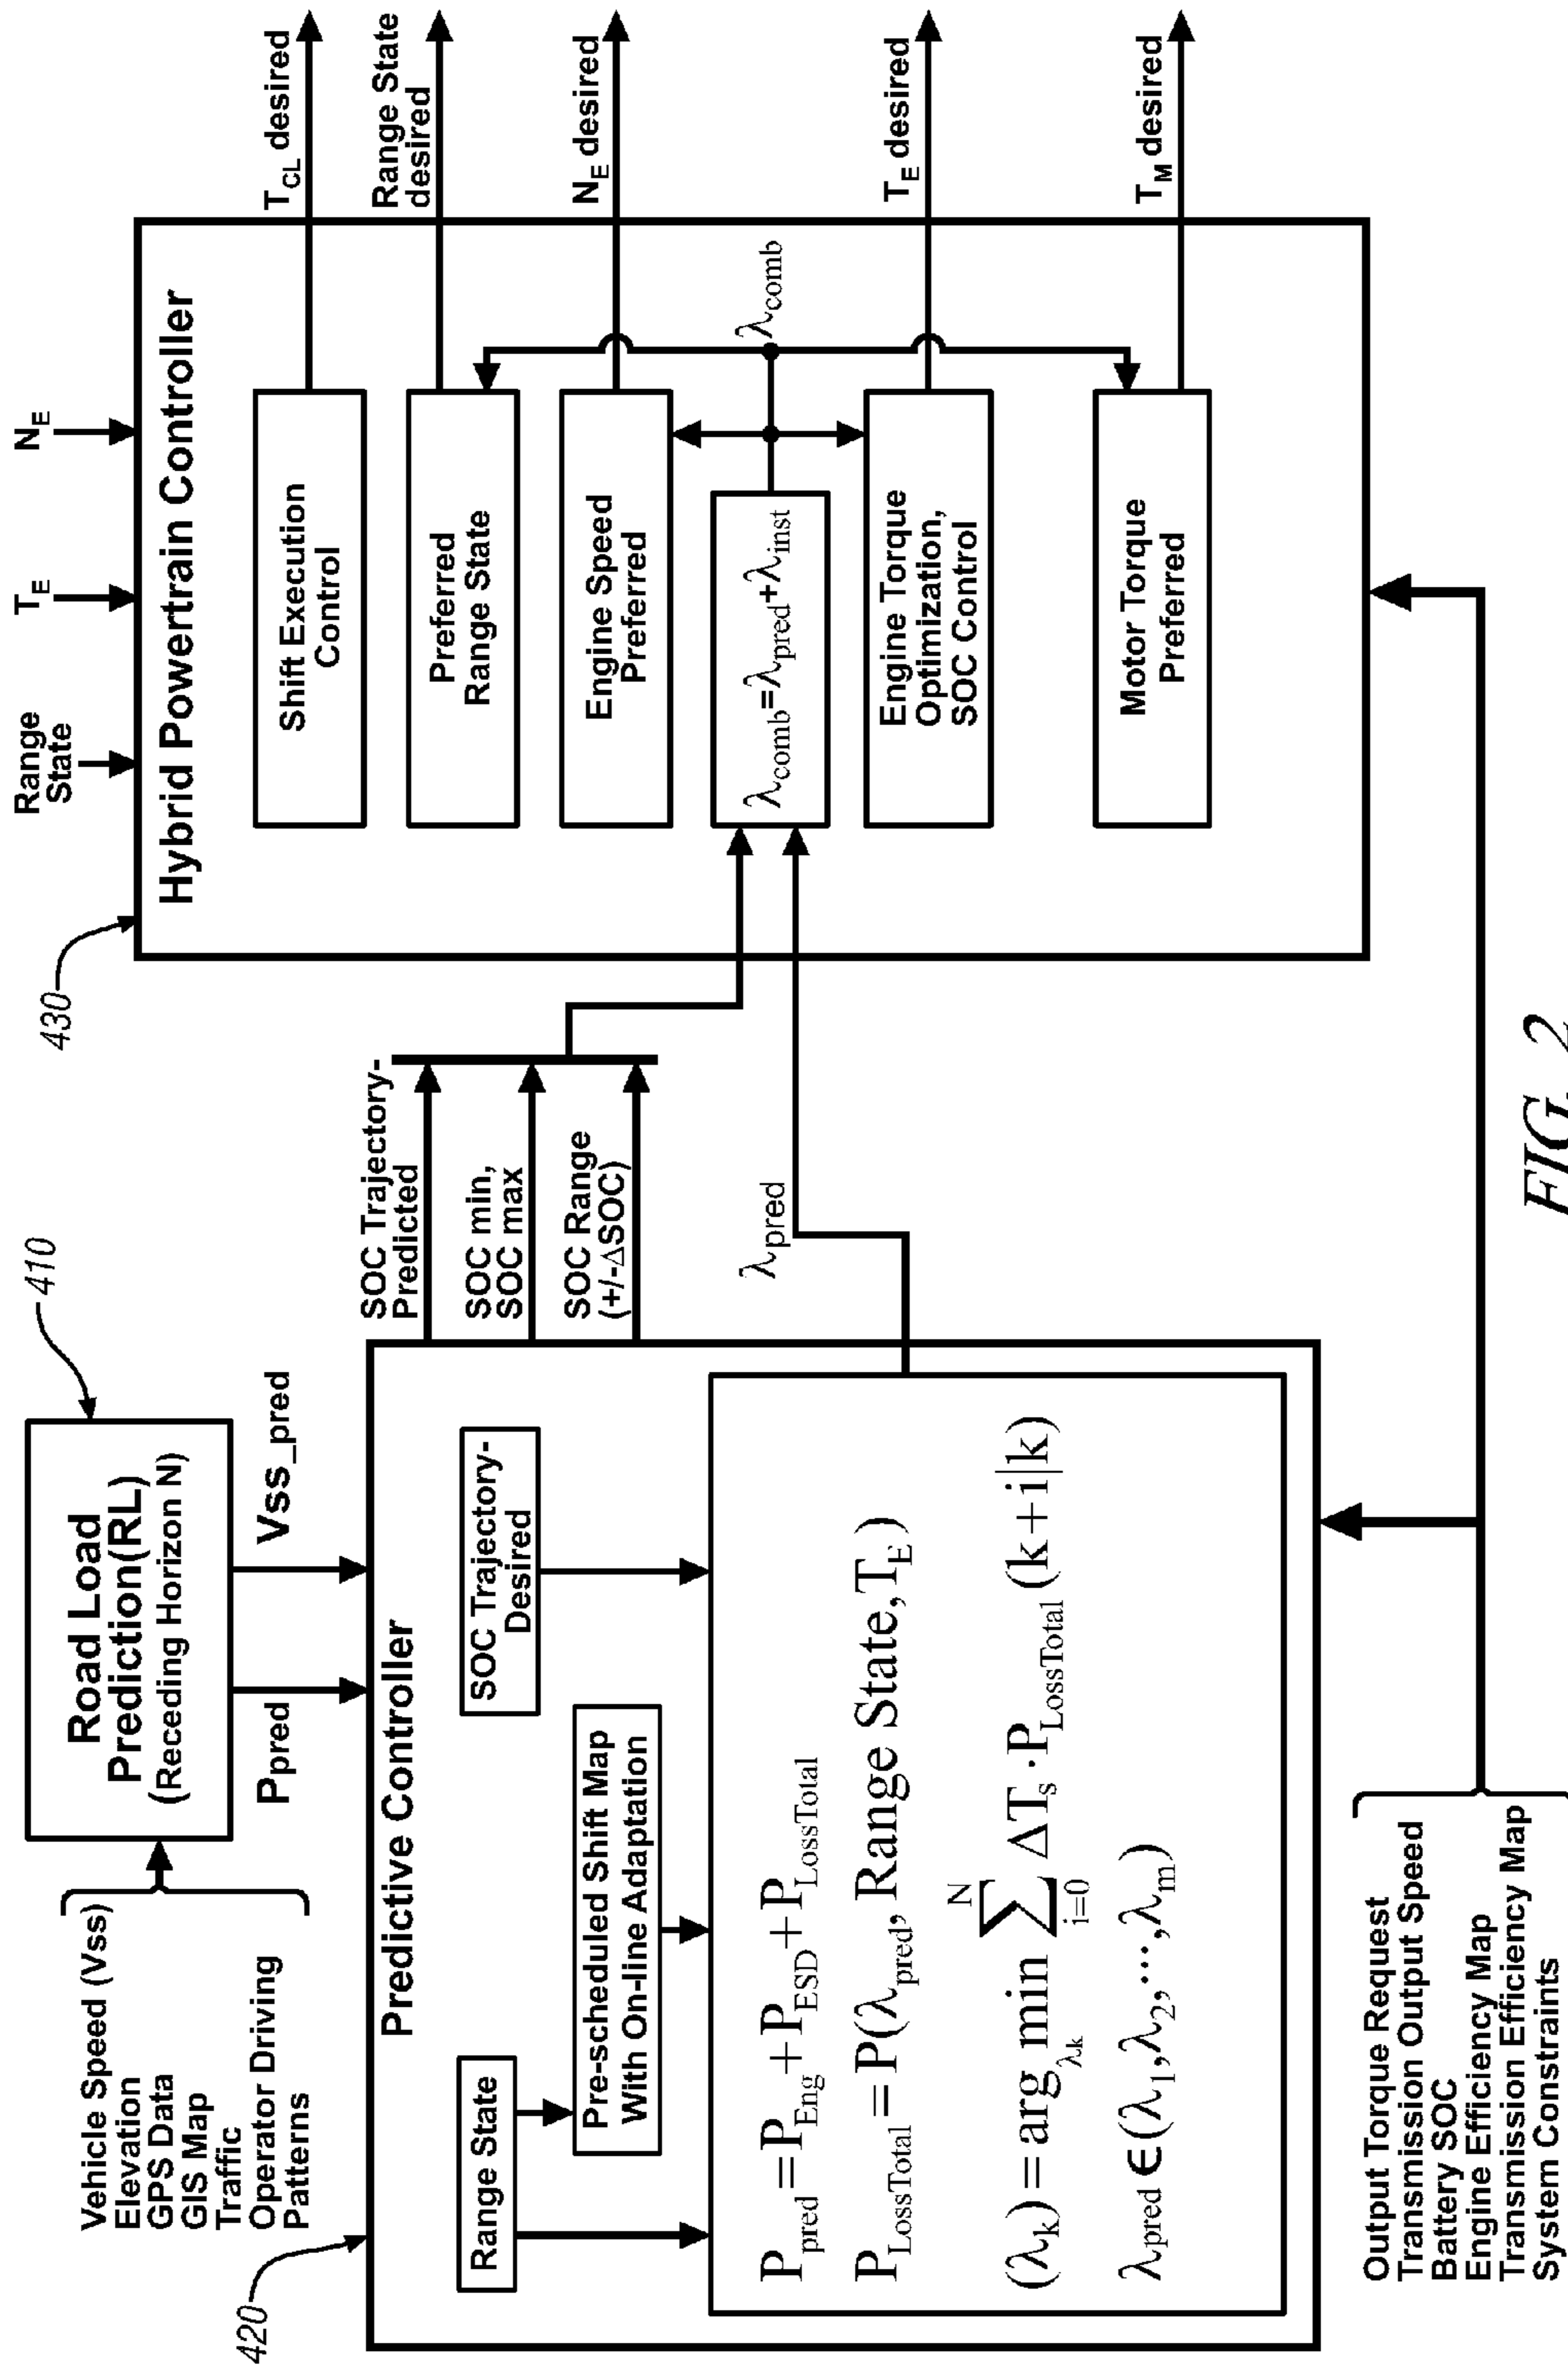 Vehicle Speed (Vss)
Elevation
GPS Data
GIS Map
Traffic
Operator Driving
Patterns
Road Load
Prediction(RL)
(Receding Horizon N)
410
P_pred
Vss_pred
420
Predictive Controller
Range State
Pre-scheduled Shift Map
With On-line Adaptation
SOC Trajectory-
Desired
P_pred = P_Eng + P_ESD + P_LossTotal
P_LossTotal = P(λ_pred, Range State, T_E)
(λ_k) = arg min_λk ∑_{i=0}^{N} ΔT_s · P_LossTotal (k+i|k)
λ_pred ∈ (λ_1, λ_2, ···, λ_m)
SOC Trajectory-
Predicted
SOC min,
SOC max
SOC Range
(+/-ΔSOC)
λ_pred
Output Torque Request
Transmission Output Speed
Battery SOC
Engine Efficiency Map
Transmission Efficiency Map
System Constraints
430
Range
State
T_E
N_E
Hybrid Powertrain Controller
Shift Execution
Control
Preferred
Range State
Engine Speed
Preferred
λ_comb=λ_pred+λ_inst
λ_comb
Engine Torque
Optimization,
SOC Control
Motor Torque
Preferred
T_CL desired
Range State
desired
N_E desired
T_E desired
T_M desired
FIG. 2